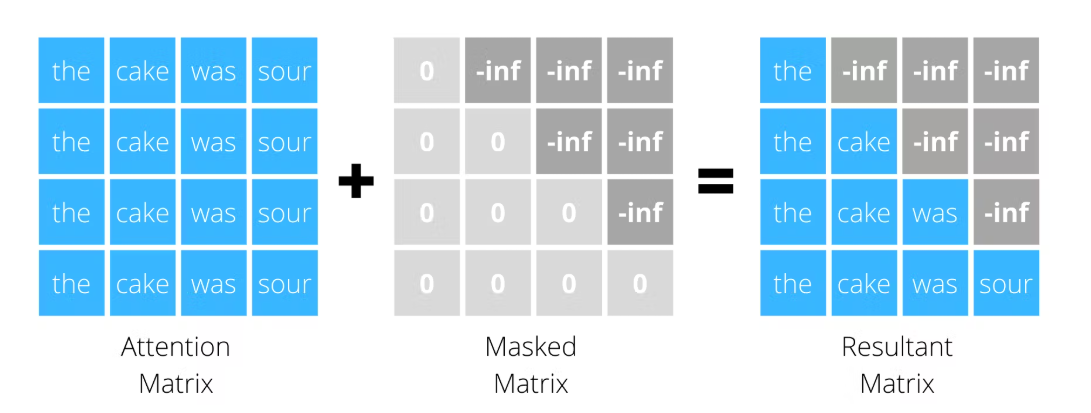 the cake was sour 0 -inf -inf -inf the -inf -inf -inf
the cake was sour 0 0 -inf -inf the cake -inf -inf
+ =
the cake was sour 0 0 0 -inf the cake was -inf
the cake was sour 0 0 0 0 the cake was sour
Attention Masked Resultant
Matrix Matrix Matrix